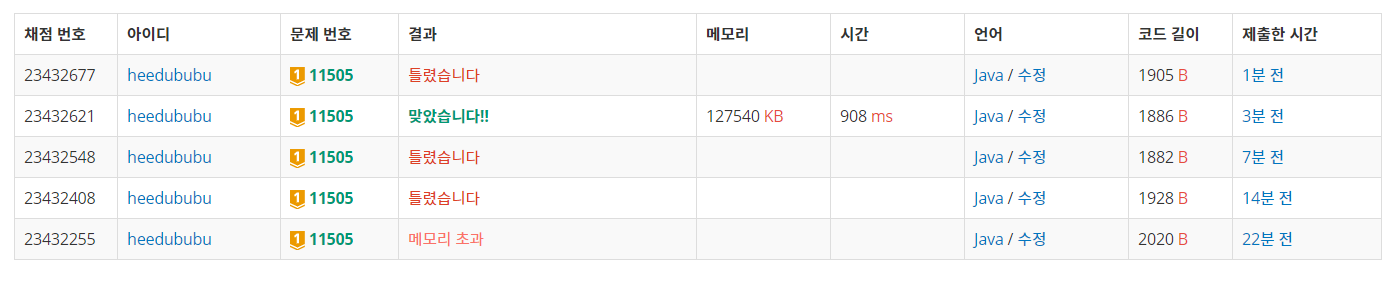 채점 번호 아이디 문제 번호 결과 메모리 시간 언어 코드 길이 제출한 시간
23432677 heedububu 1 11505 틀렸습니다 Java / 수정 1905 B 1분 전
23432621 heedububu 1 11505 맞았습니다!! 127540 KB 908 ms Java / 수정 1886 B 3분 전
23432548 heedububu 1 11505 틀렸습니다 Java / 수정 1882 B 7분 전
23432408 heedububu 1 11505 틀렸습니다 Java / 수정 1928 B 14분 전
23432255 heedububu 1 11505 메모리 초과 Java / 수정 2020 B 22분 전